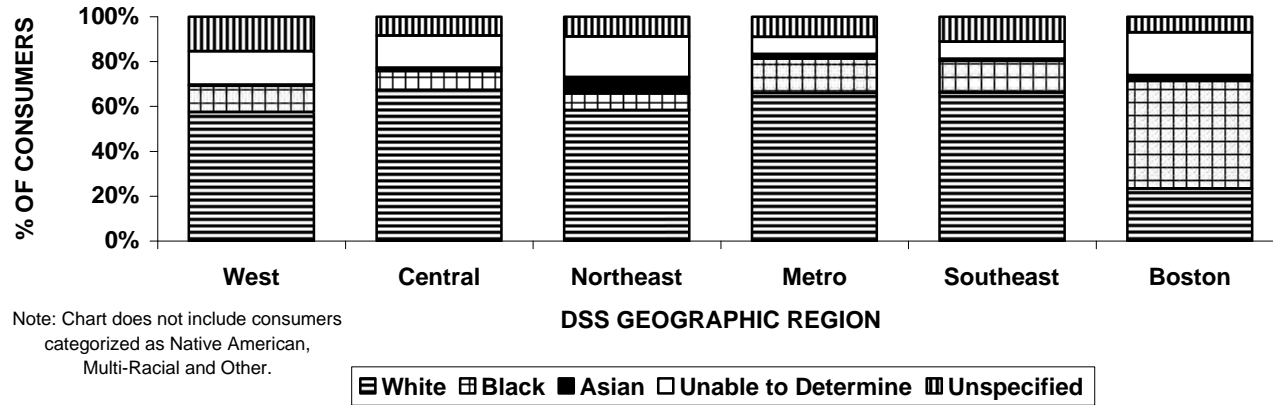 % OF CONSUMERS
100%
80%
60%
40%
20%
0%
West Central Northeast Metro Southeast Boston
DSS GEOGRAPHIC REGION
Note: Chart does not include consumers
categorized as Native American,
Multi-Racial and Other.
White Black Asian Unable to Determine Unspecified